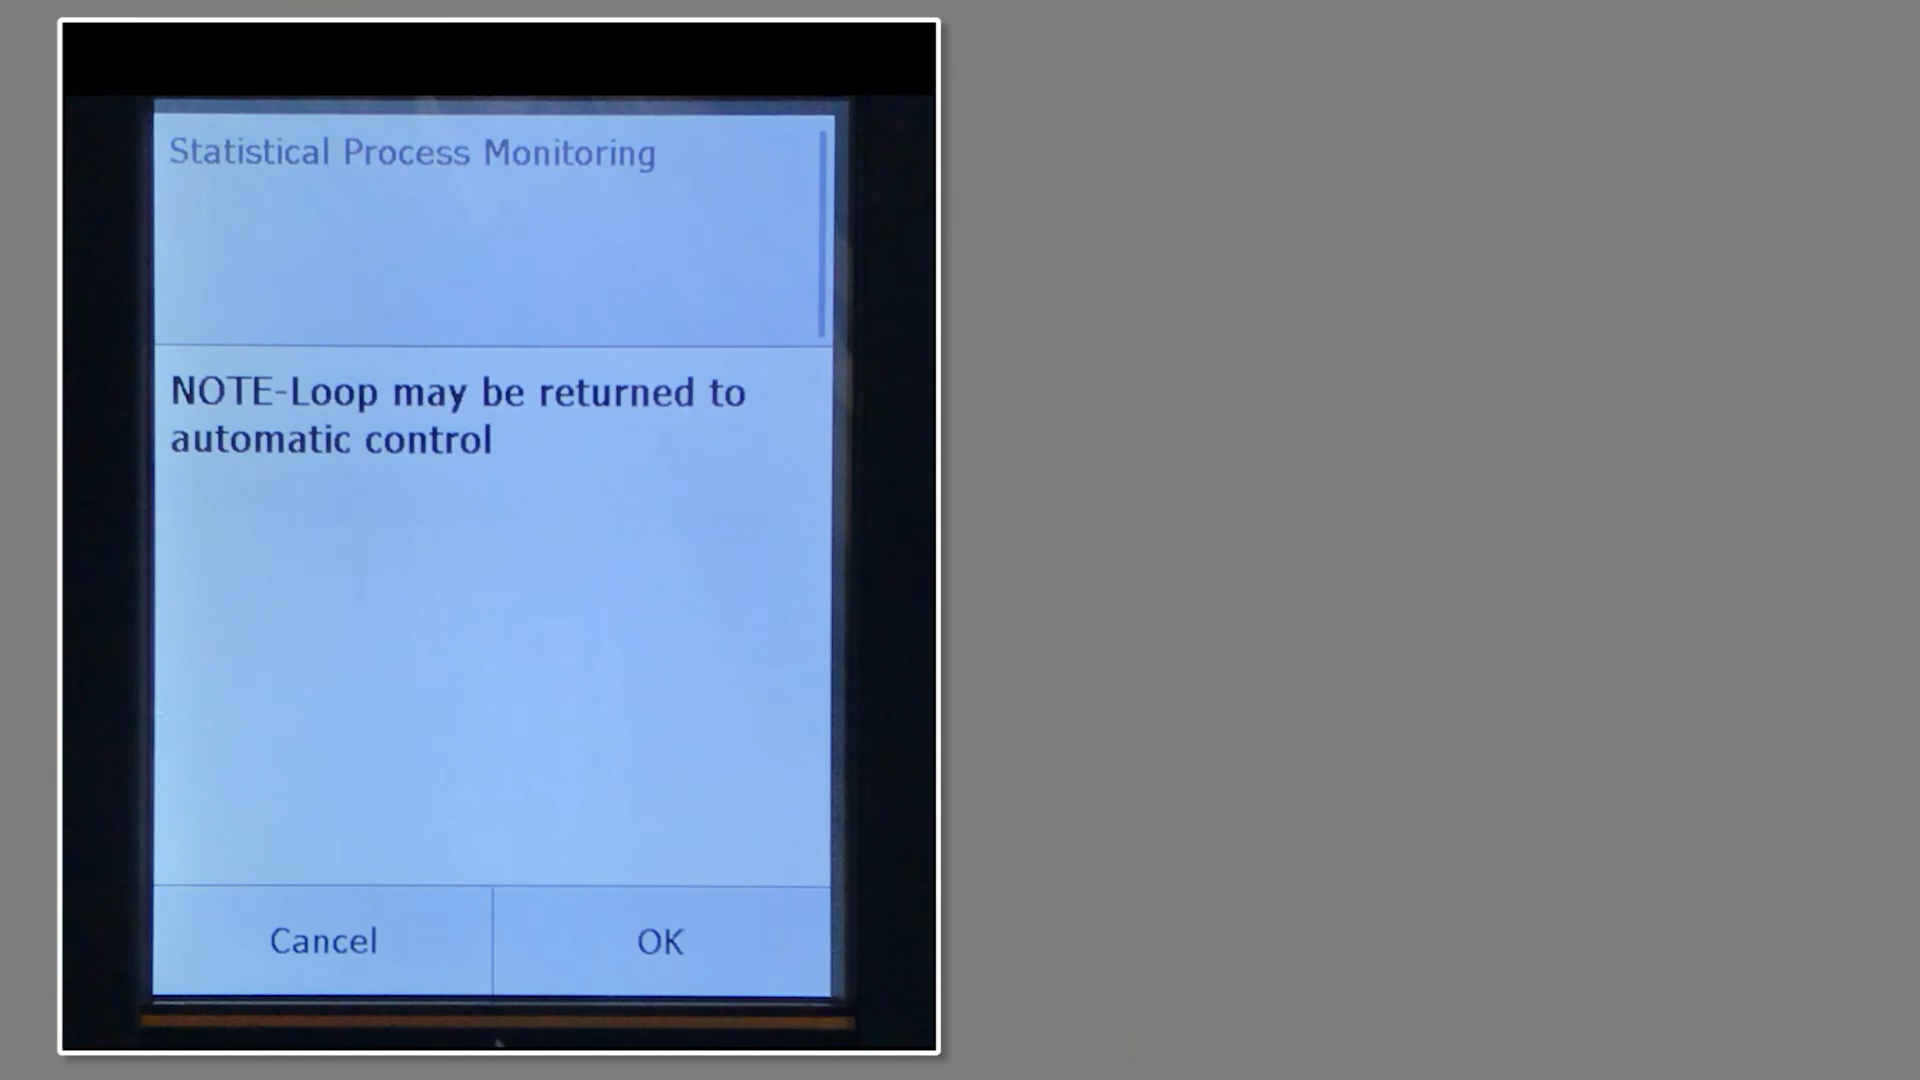 Statistical Process Monitoring
NOTE-Loop may be returned to
automatic control
Cancel
OK